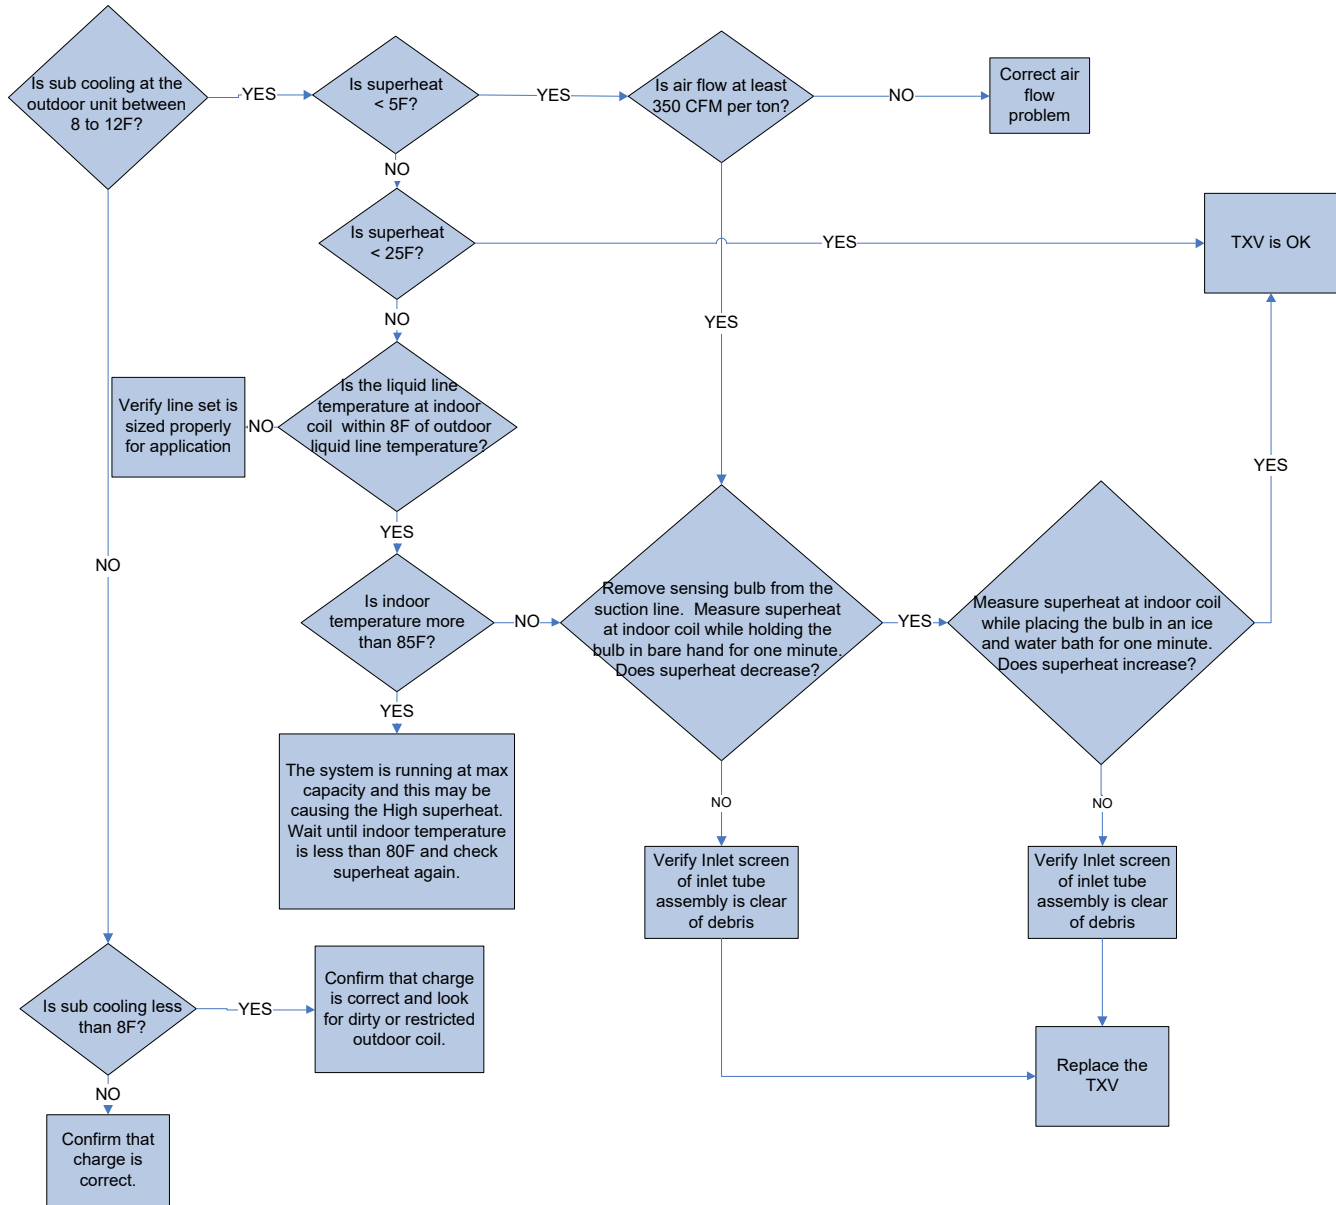 Is sub cooling at the
outdoor unit between
8 to 12F?
YES
Is superheat
< 5F?
YES
Is air flow at least
350 CFM per ton?
NO
Correct air
flow
problem
NO
Is superheat
< 25F?
YES
TXV is OK
NO
YES
Is the liquid line
temperature at indoor
coil within 8F of outdoor
liquid line temperature?
NO
Verify line set is
sized properly
for application
YES
YES
NO
Is indoor
temperature more
than 85F?
NO
Remove sensing bulb from the
suction line. Measure superheat
at indoor coil while holding the
bulb in bare hand for one minute.
Does superheat decrease?
YES
Measure superheat at indoor coil
while placing the bulb in an ice
and water bath for one minute.
Does superheat increase?
YES
The system is running at max
capacity and this may be
causing the High superheat.
Wait until indoor temperature
is less than 80F and check
superheat again.
NO
NO
Verify Inlet screen
of inlet tube
assembly is clear
of debris
Verify Inlet screen
of inlet tube
assembly is clear
of debris
Is sub cooling less
than 8F?
YES
Confirm that charge
is correct and look
for dirty or restricted
outdoor coil.
Replace the
TXV
NO
Confirm that
charge is
correct.